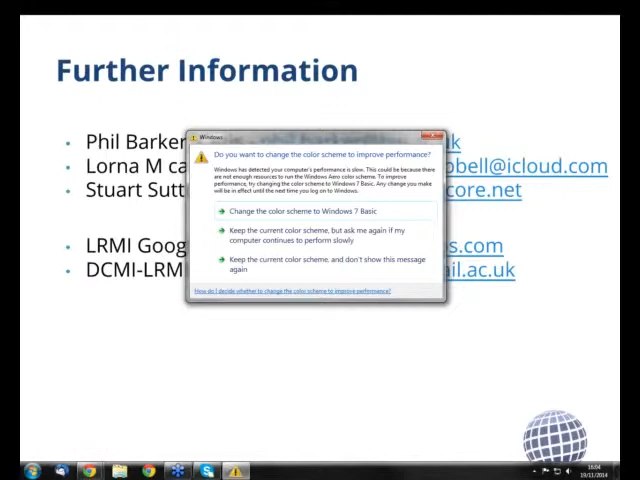 Further Information
Windows
Do you want to change the color scheme to improve performance?
Windows has detected your computer's performance is slow. This could be because
there are not enough resources to run the Windows Aero color scheme. To improve
performance, try changing the color scheme to Windows 7 Basic. Any change you make
will be in effect until the next time you log on to Windows.
Change the color scheme to Windows 7 Basic
Keep the current color scheme, but ask me again if my
computer continues to perform slowly
Keep the current color scheme, and don't show this message
again
How do I decide whether to change the color scheme to improve performance?
• Phil Barker
• Lorna M bell@icloud.com
• Stuart core.net
• LRMI .com
• DCMI-LRMI ail.ac.uk
16:04
19/11/2014